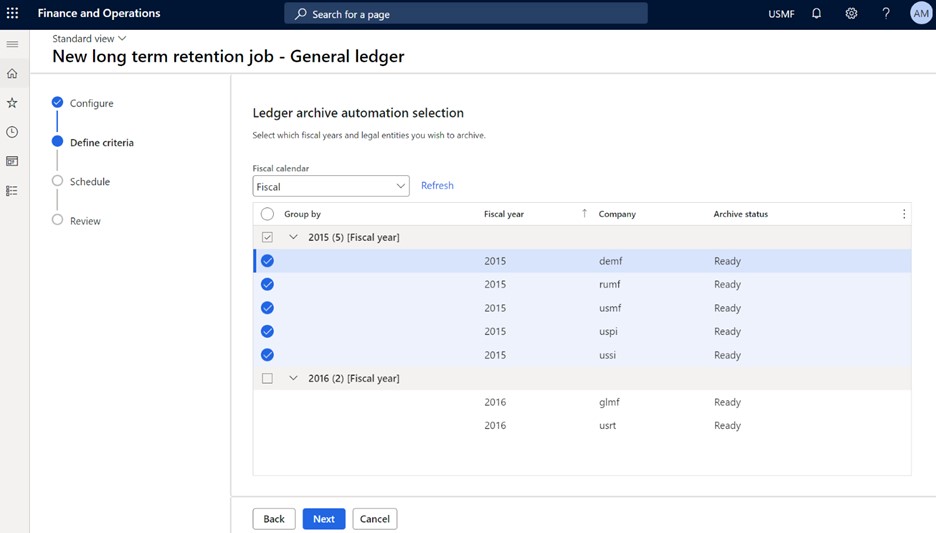 Finance and Operations
Search for a page
USMF
?
AM
Standard view
New long term retention job - General ledger
Configure
Define criteria
Schedule
Review
Ledger archive automation selection
Select which fiscal years and legal entities you wish to archive.
Fiscal calendar
Fiscal
Refresh
Group by Fiscal year ↑ Company Archive status
2015 (5) [Fiscal year]
2015 demf Ready
2015 rumf Ready
2015 usmf Ready
2015 uspi Ready
2015 ussi Ready
2016 (2) [Fiscal year]
2016 glmf Ready
2016 usrt Ready
Back Next Cancel